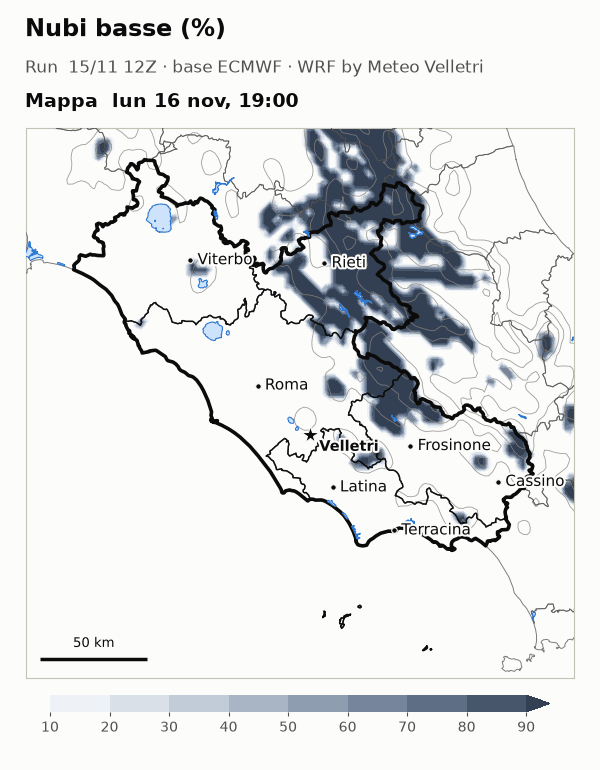 Nubi basse (%)
Run  15/11 12Z · base ECMWF · WRF by Meteo Velletri
Mappa  lun 16 nov, 19:00
Viterbo
Rieti
Roma
Velletri
Frosinone
Latina
Cassino
Terracina
50 km
10 20 30 40 50 60 70 80 90